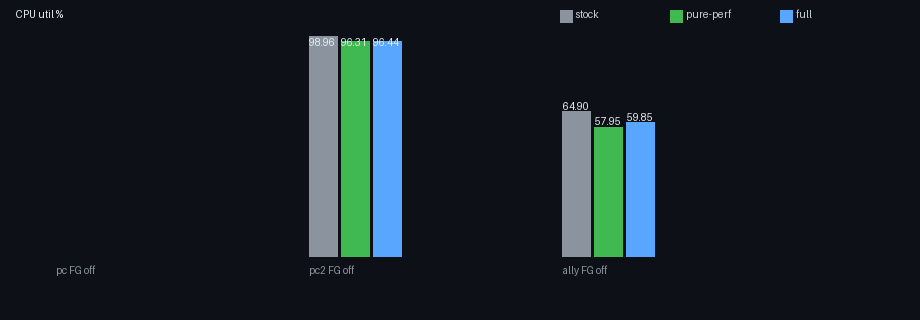 CPU util %
stock pure-perf full
98.96 96.31 96.44
64.90 57.95 59.85
pc FG off pc2 FG off ally FG off